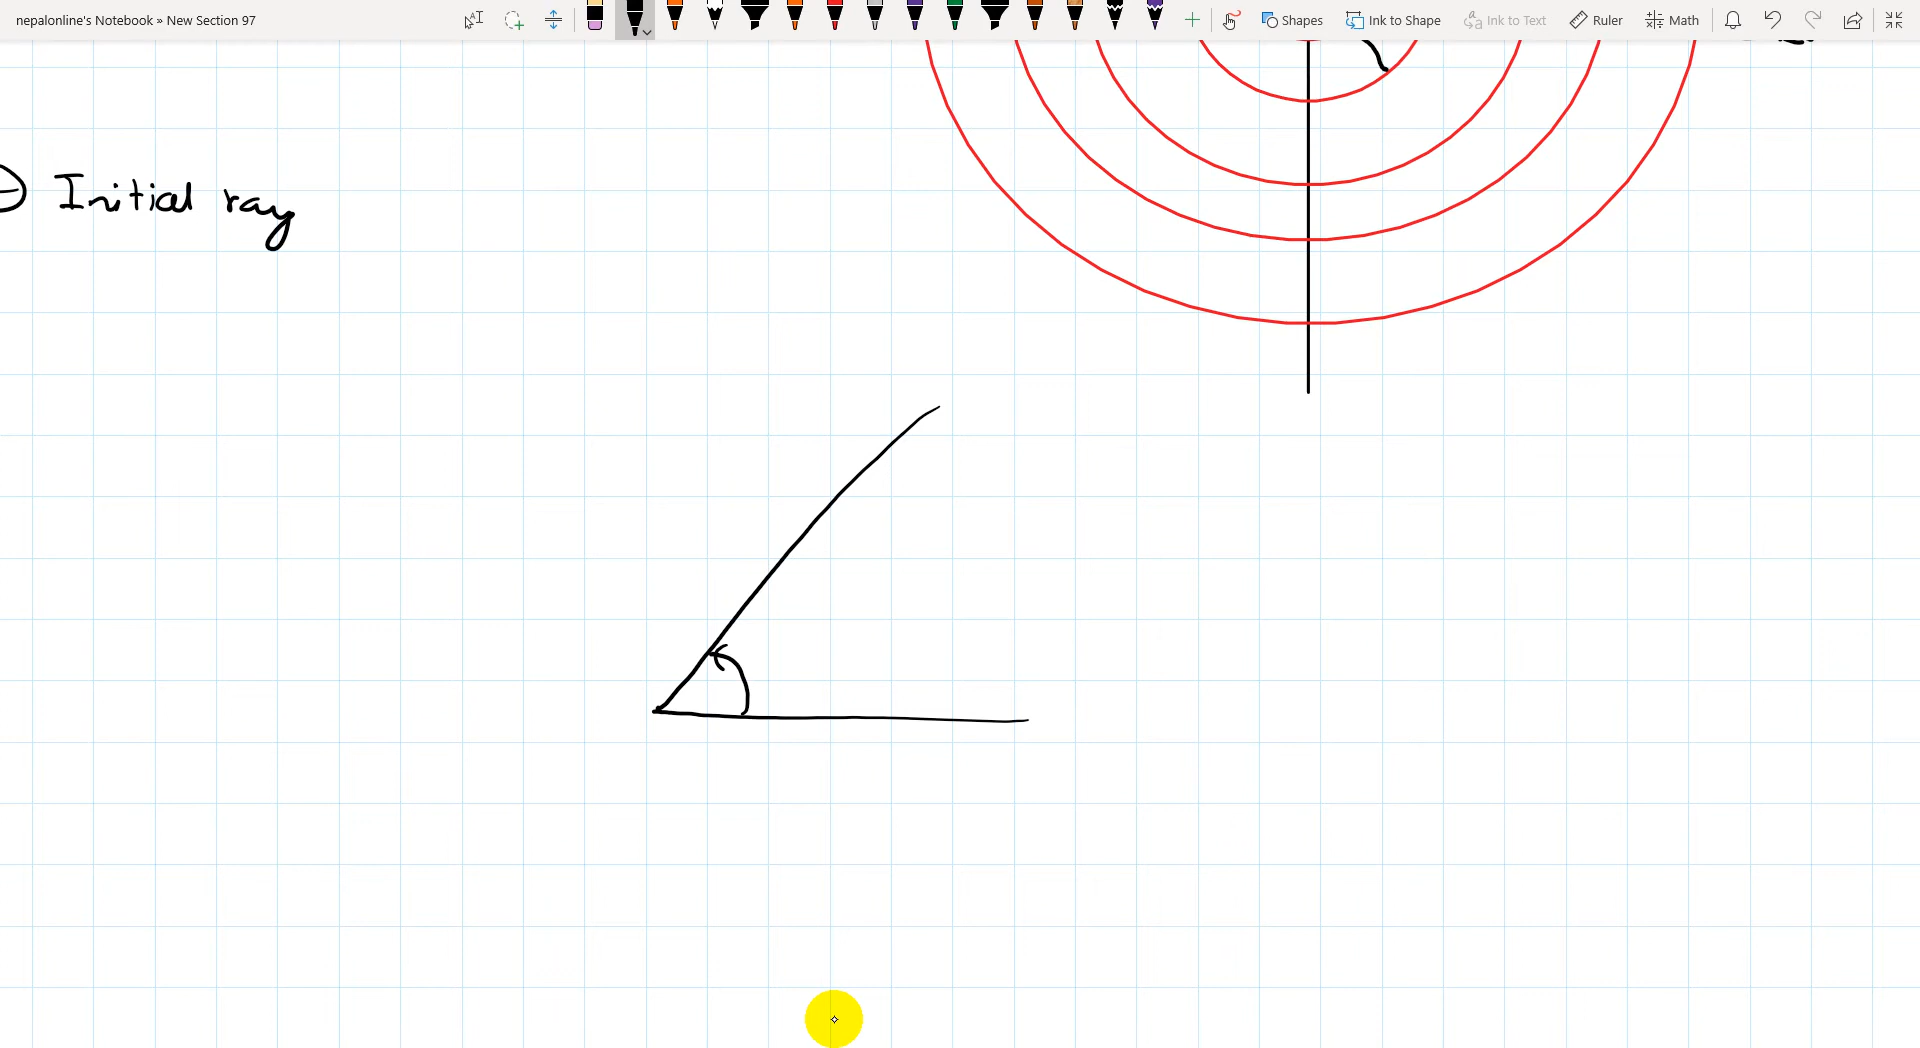 nepalonline's Notebook » New Section 97
Shapes
Ink to Shape
Ink to Text
Ruler
Math
Initial ray